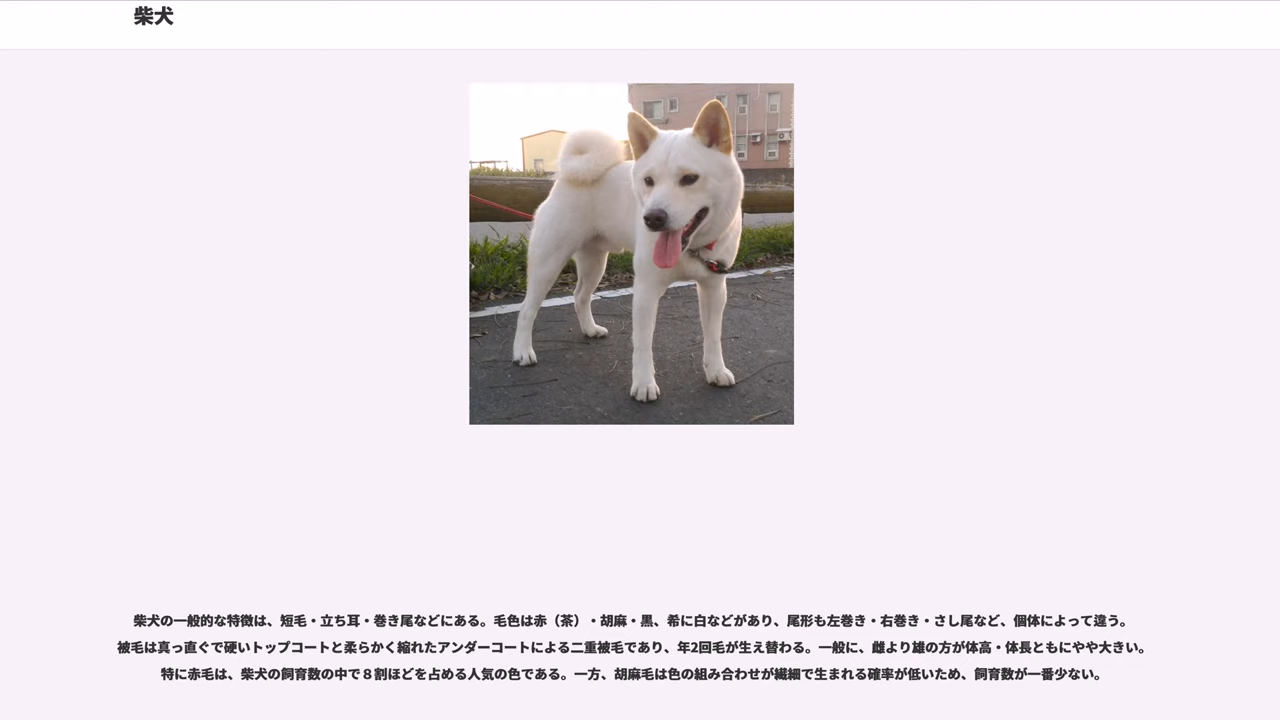 柴犬
柴犬の一般的な特徴は、短毛・立ち耳・巻き尾などにある。毛色は赤（茶）・胡麻・黒、希に白などがあり、尾形も左巻き・右巻き・さし尾など、個体によって違う。
被毛は真っ直ぐで硬いトップコートと柔らかく縮れたアンダーコートによる二重被毛であり、年2回毛が生え替わる。一般に、雌より雄の方が体高・体長ともにやや大きい。
特に赤毛は、柴犬の飼育数の中で８割ほどを占める人気の色である。一方、胡麻毛は色の組み合わせが繊細で生まれる確率が低いため、飼育数が一番少ない。